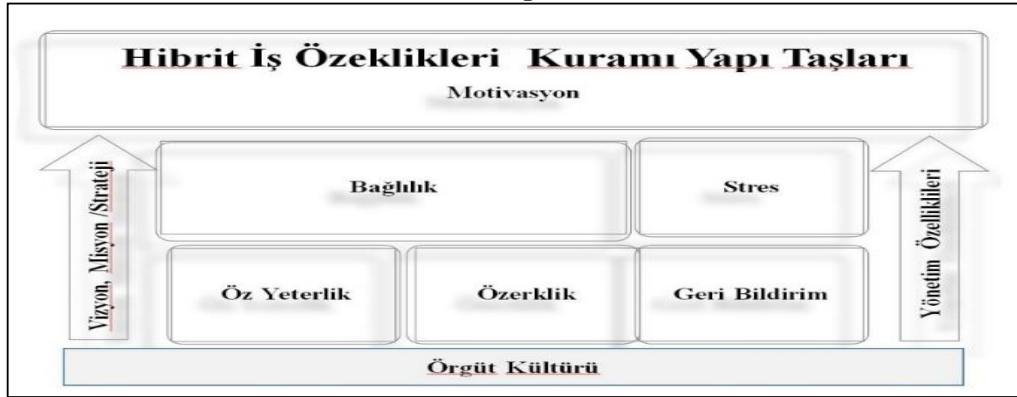 Hibrit İş Özeklikleri Kuramı Yapı Taşları
Motivasyon
Vizyon, Misyon /Strateji
Bağlılık
Stres
Yönetim Özellikleri
Öz Yeterlik
Özerklik
Geri Bildirim
Örgüt Kültürü